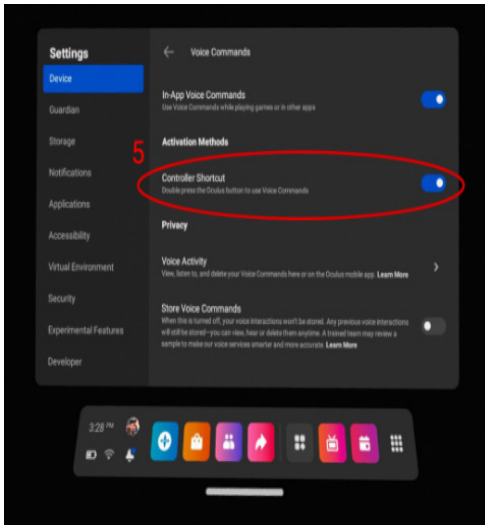 Settings
← Voice Commands
Device
Guardian
Storage
Notifications
Applications
Accessibility
Virtual Environment
Security
Experimental Features
Developer
In-App Voice Commands
Use Voice Commands while playing games or in other apps
Activation Methods
5
Controller Shortcut
Double press the Oculus button to use Voice Commands
Privacy
Voice Activity
View, listen to, and delete your Voice Commands here or on the Oculus mobile app. Learn More
Store Voice Commands
When this is turned off, your voice interactions won't be stored. Any previous voice interactions
will still be stored—you can view, hear or delete them anytime. A trained team may review a
sample to make our voice services smarter and more accurate. Learn More
3:28 PM